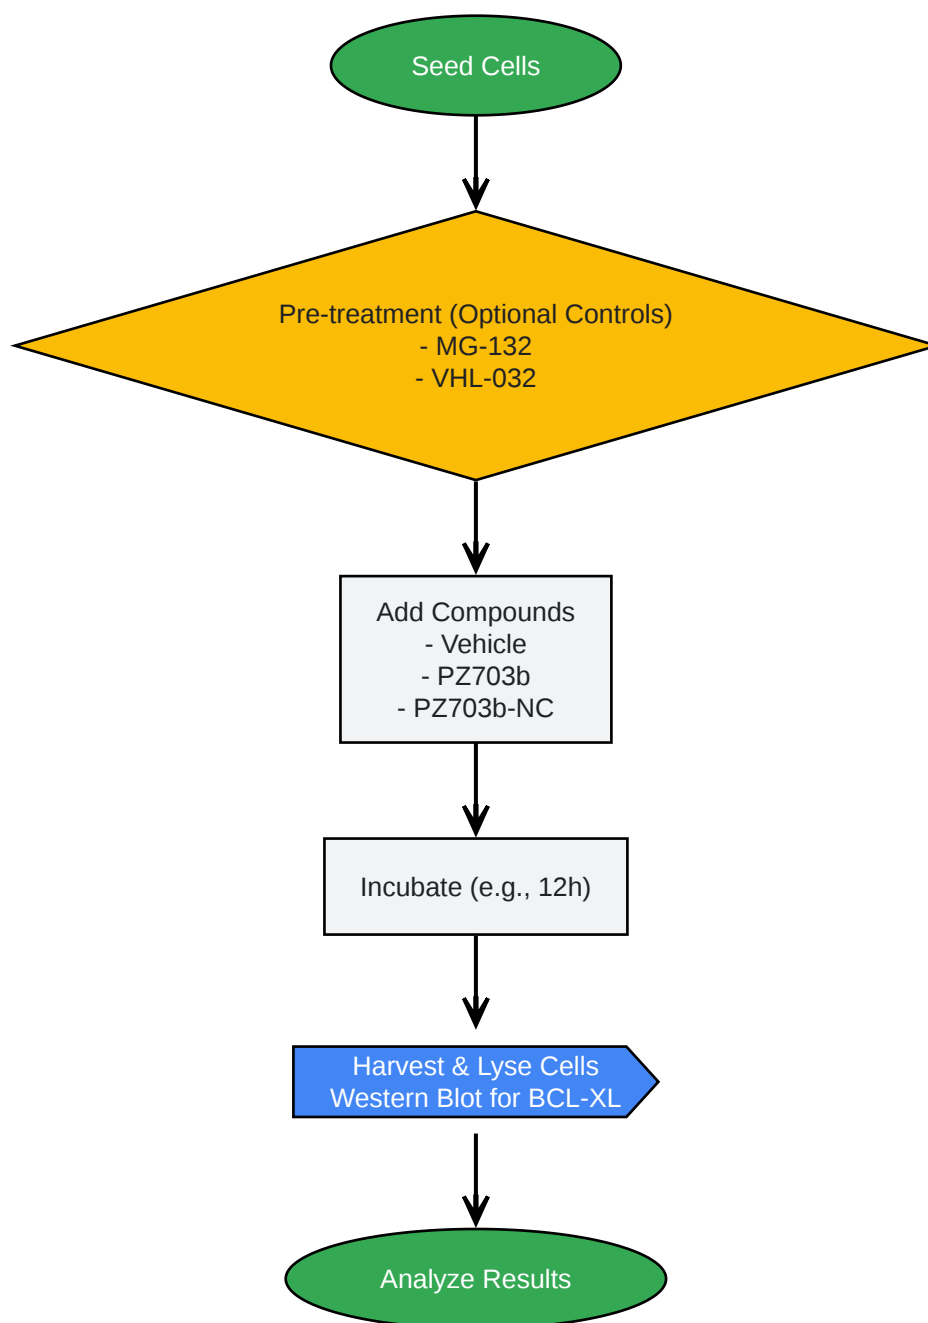 Seed Cells
Pre-treatment (Optional Controls)
- MG-132
- VHL-032
Add Compounds
- Vehicle
- PZ703b
- PZ703b-NC
Incubate (e.g., 12h)
Harvest & Lyse Cells
Western Blot for BCL-XL
Analyze Results